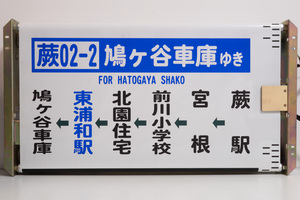 蕨02-2 鳩ヶ谷車庫ゆき
FOR HATOGAYA SHAKO
蕨駅
宮根
前川小学校
北園住宅
東浦和駅
鳩ヶ谷車庫